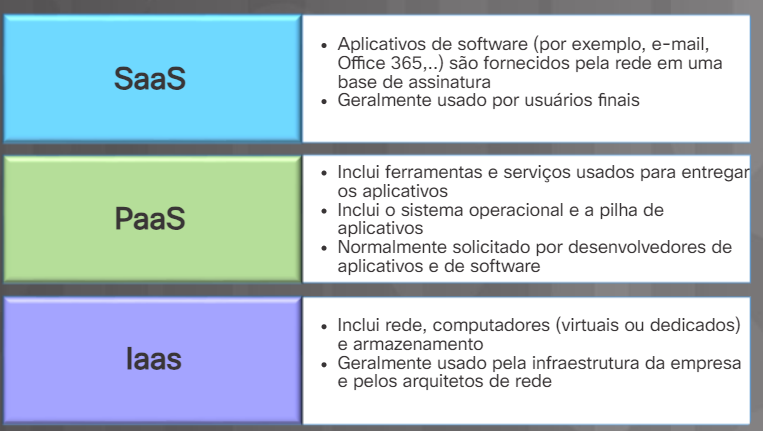 SaaS
• Aplicativos de software (por exemplo, e-mail,
Office 365,..) são fornecidos pela rede em uma
base de assinatura
• Geralmente usado por usuários finais
PaaS
• Inclui ferramentas e serviços usados para entregar
os aplicativos
• Inclui o sistema operacional e a pilha de
aplicativos
• Normalmente solicitado por desenvolvedores de
aplicativos e de software
Iaas
• Inclui rede, computadores (virtuais ou dedicados)
e armazenamento
• Geralmente usado pela infraestrutura da empresa
e pelos arquitetos de rede